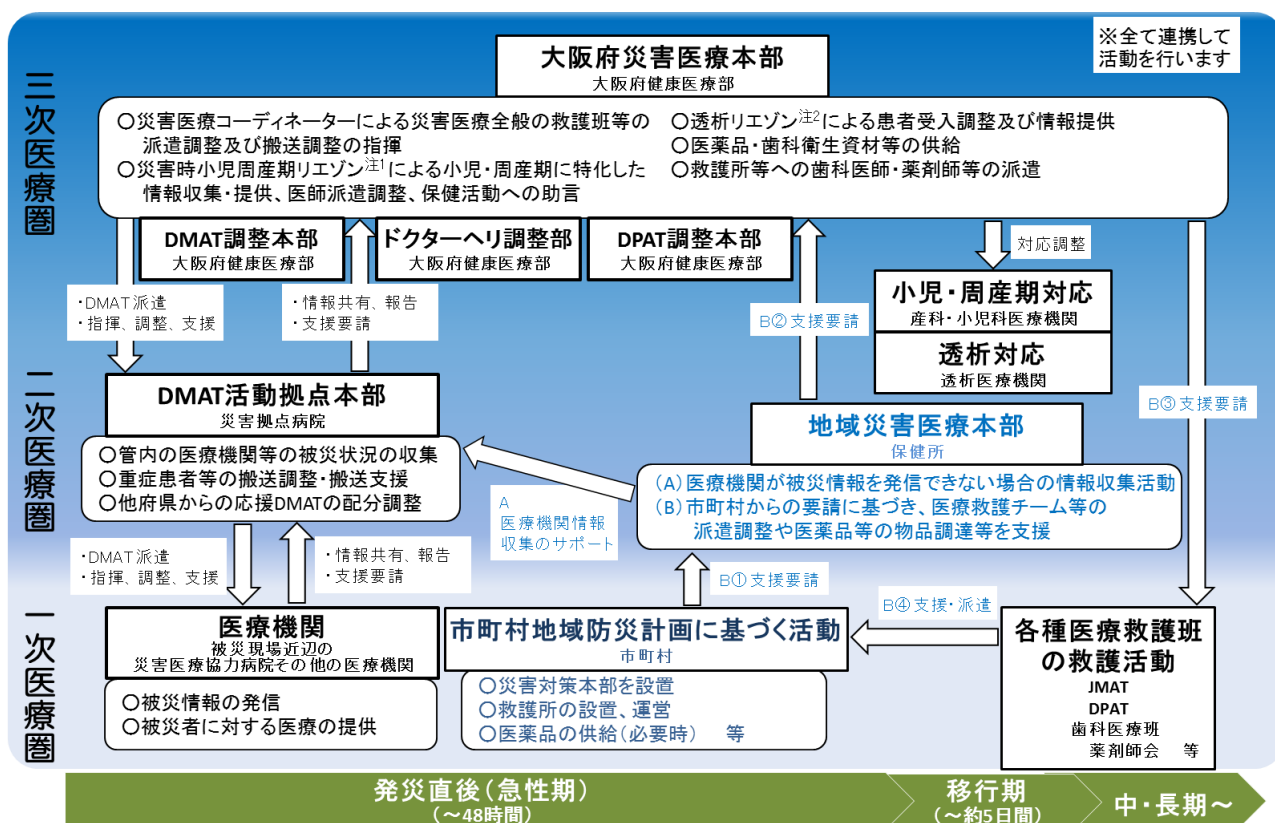 ※全て連携して
活動を行います
大阪府災害医療本部
大阪府健康医療部
三次医療圏
○災害医療コーディネーターによる災害医療全般の救護班等の
派遣調整及び搬送調整の指揮
○災害時小児周産期リエゾン注1による小児・周産期に特化した
情報収集・提供、医師派遣調整、保健活動への助言
○透析リエゾン注2による患者受入調整及び情報提供
○医薬品・歯科衛生資材等の供給
○救護所等への歯科医師・薬剤師等の派遣
DMAT調整本部
大阪府健康医療部
ドクターヘリ調整部
大阪府健康医療部
DPAT調整本部
大阪府健康医療部
・DMAT派遣
・指揮、調整、支援
・情報共有、報告
・支援要請
B②支援要請
対応調整
小児・周産期対応
産科・小児科医療機関
透析対応
透析医療機関
B③支援要請
二次医療圏
DMAT活動拠点本部
災害拠点病院
○管内の医療機関等の被災状況の収集
○重症患者等の搬送調整・搬送支援
○他府県からの応援DMATの配分調整
地域災害医療本部
保健所
(A)医療機関が被災情報を発信できない場合の情報収集活動
(B)市町村からの要請に基づき、医療救護チーム等の
派遣調整や医薬品等の物品調達等を支援
A
医療機関情報
収集のサポート
・DMAT派遣
・指揮、調整、支援
・情報共有、報告
・支援要請
B①支援要請
B④支援・派遣
一次医療圏
医療機関
被災現場近辺の
災害医療協力病院その他の医療機関
○被災情報の発信
○被災者に対する医療の提供
市町村地域防災計画に基づく活動
市町村
○災害対策本部を設置
○救護所の設置、運営
○医薬品の供給(必要時) 等
各種医療救護班
の救護活動
JMAT
DPAT
歯科医療班
薬剤師会 等
発災直後(急性期)
(~48時間)
移行期
(~約5日間)
中・長期~